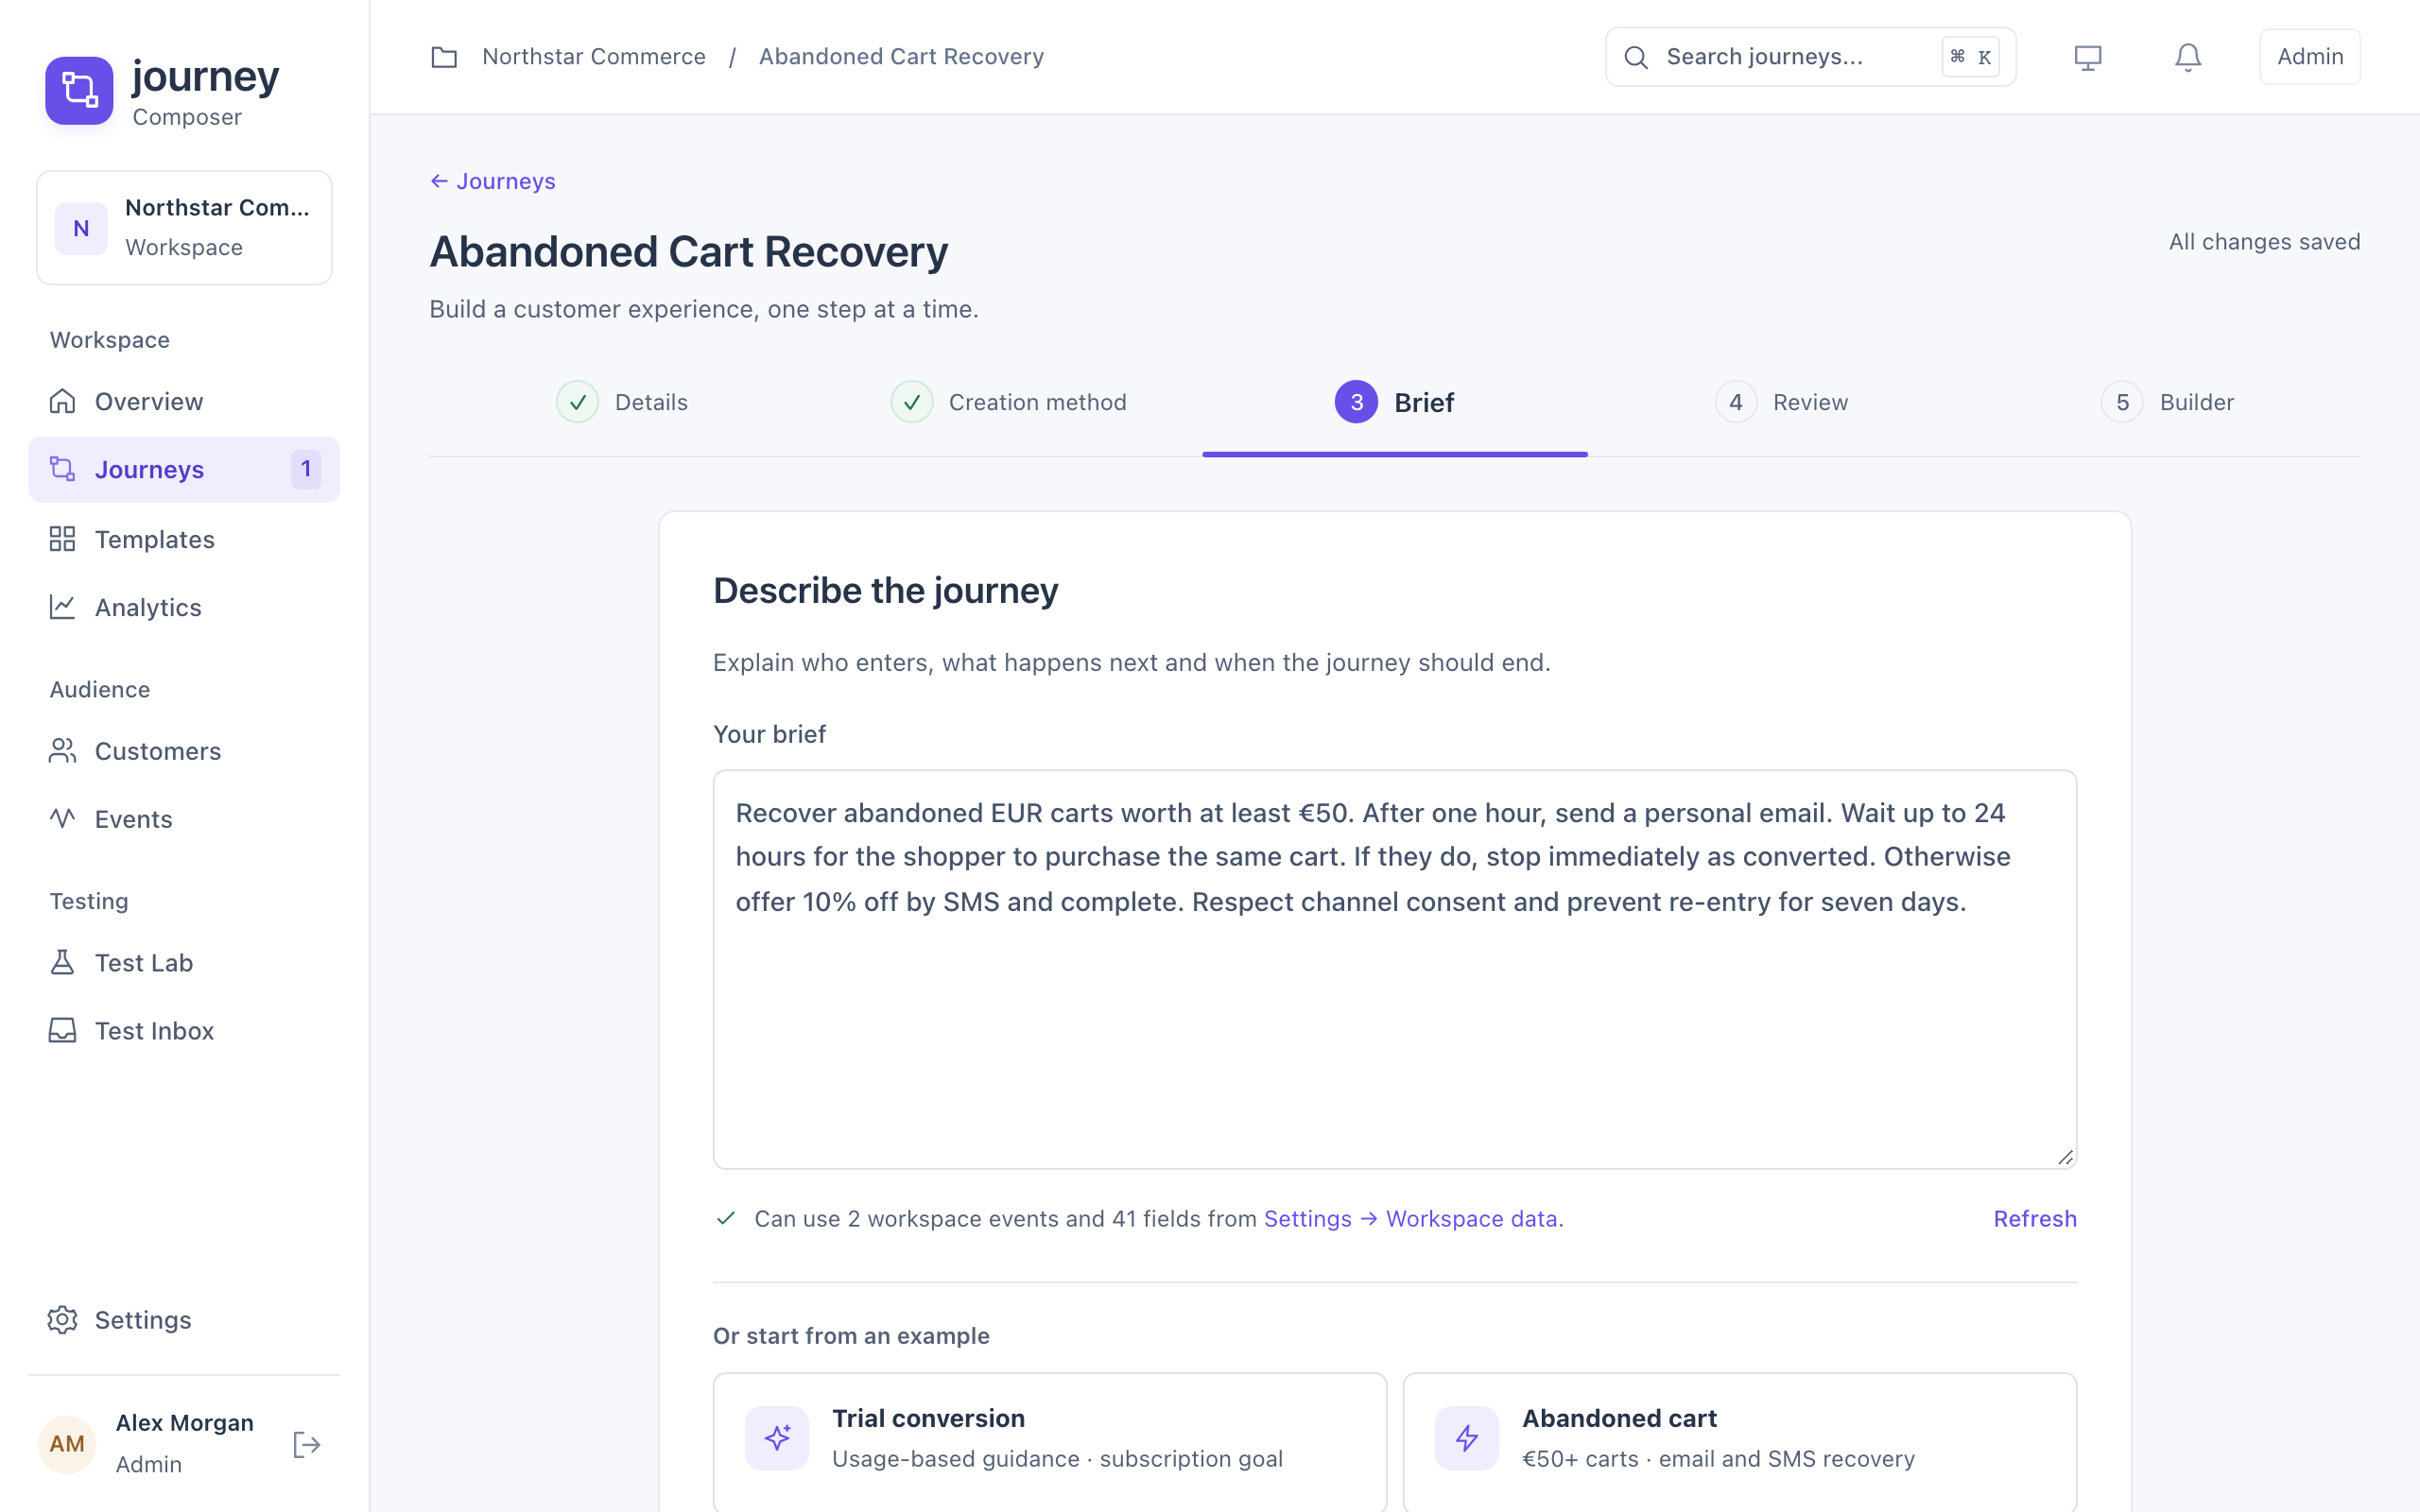 journey
Composer
N
Northstar Com...
Workspace
Workspace
Overview
Journeys
1
Templates
Analytics
Audience
Customers
Events
Testing
Test Lab
Test Inbox
Settings
AM
Alex Morgan
Admin
Northstar Commerce / Abandoned Cart Recovery
Search journeys...
⌘ K
Admin
← Journeys
Abandoned Cart Recovery
All changes saved
Build a customer experience, one step at a time.
Details
Creation method
3 Brief
4 Review
5 Builder
Describe the journey
Explain who enters, what happens next and when the journey should end.
Your brief
Recover abandoned EUR carts worth at least €50. After one hour, send a personal email. Wait up to 24
hours for the shopper to purchase the same cart. If they do, stop immediately as converted. Otherwise
offer 10% off by SMS and complete. Respect channel consent and prevent re-entry for seven days.
Can use 2 workspace events and 41 fields from Settings → Workspace data.
Refresh
Or start from an example
Trial conversion
Usage-based guidance · subscription goal
Abandoned cart
€50+ carts · email and SMS recovery